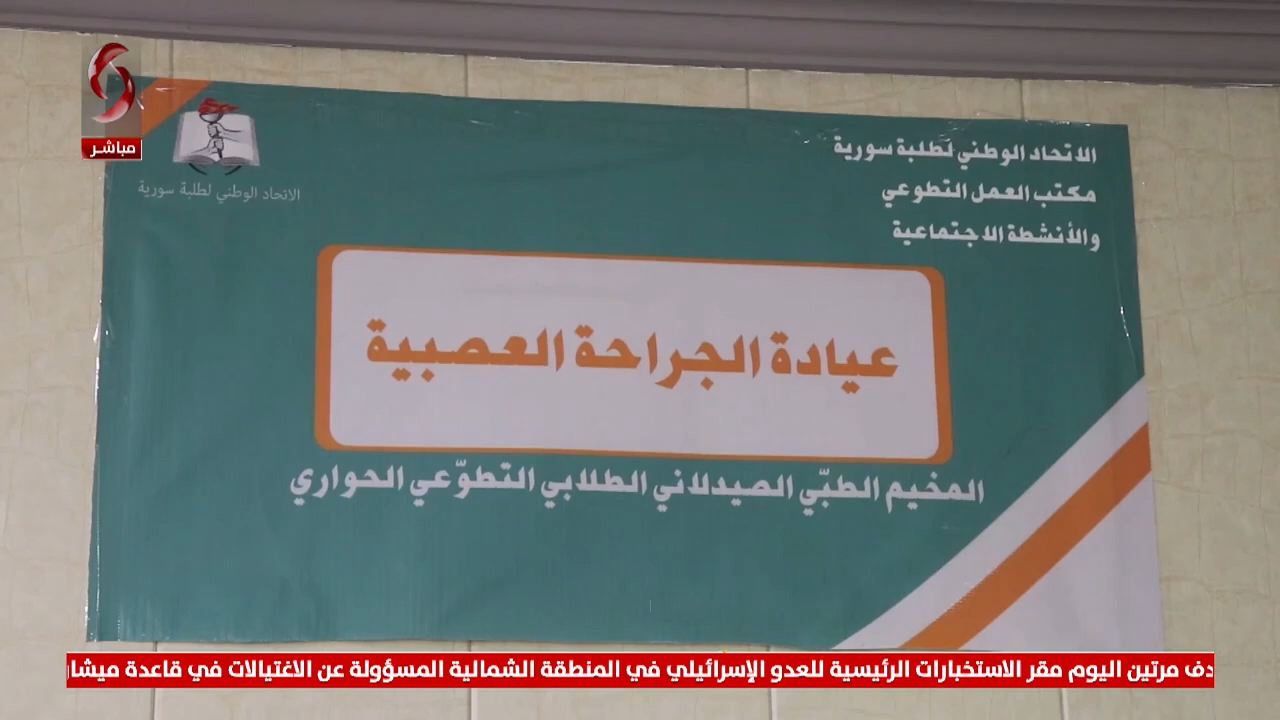 مباشر
الاتحاد الوطني لطلبة سورية
الاتحاد الوطني لطلبة سورية
مكتب العمل التطوعي
والأنشطة الاجتماعية
عيادة الجراحة العصبية
المخيم الطبّي الصيدلاني الطلابي التطوّعي الحواري
مرتين اليوم مقر الاستخبارات الرئيسية للعدو الإسرائيلي في المنطقة الشمالية المسؤولة عن الاغتيالات في قاعدة